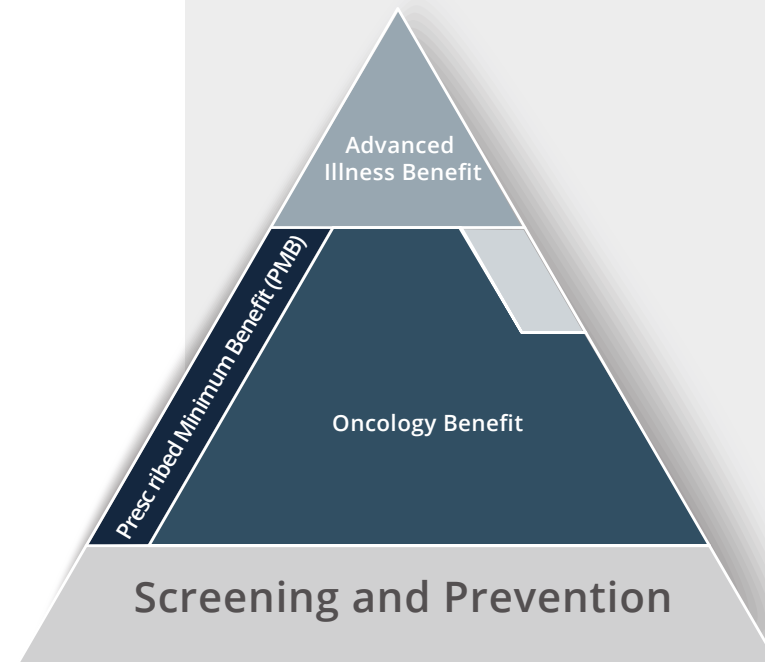 Advanced
Illness Benefit
Presc ribed Minimum Benefit (PMB)
Oncology Benefit
Screening and Prevention